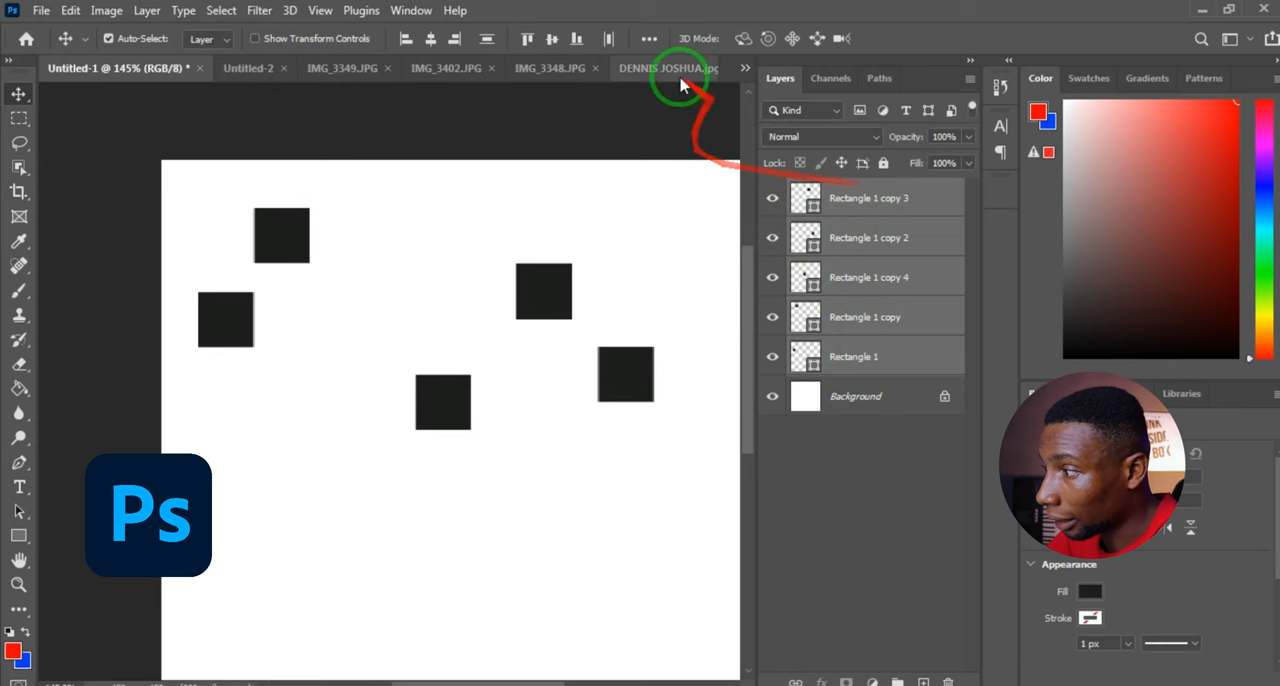 Ps File Edit Image Layer Type Select Filter 3D View Plugins Window Help
Auto-Select: Layer Show Transform Controls 3D Mode:
Untitled-1 @ 145% (RGB/8) * × Untitled-2 × IMG_3349.JPG × IMG_3402.JPG × IMG_3348.JPG × DENNIS JOSHUA.jpg
Layers Channels Paths
Color Swatches Gradients Patterns
Kind
Normal Opacity: 100%
Lock: Fill: 100%
Rectangle 1 copy 3
Rectangle 1 copy 2
Rectangle 1 copy 4
Rectangle 1 copy
Rectangle 1
Background
Libraries
Ps
Appearance
Fill
Stroke
1 px